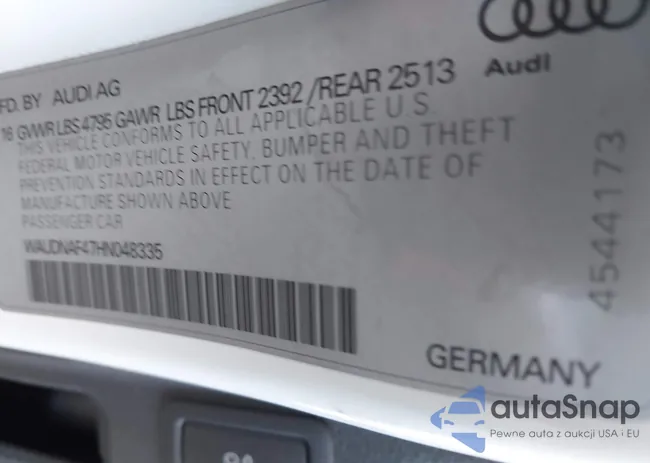 FD. BY AUDI AG
16 GVWR LBS 4795 GAWR LBS FRONT 2392 /REAR 2513
THIS VEHICLE CONFORMS TO ALL APPLICABLE U.S.
FEDERAL MOTOR VEHICLE SAFETY, BUMPER AND THEFT
PREVENTION STANDARDS IN EFFECT ON THE DATE OF
MANUFACTURE SHOWN ABOVE
PASSENGER CAR
WAUDNAF47HN048335
Audi
4544173
GERMANY
autaSnap
Pewne auta z aukcji USA i EU